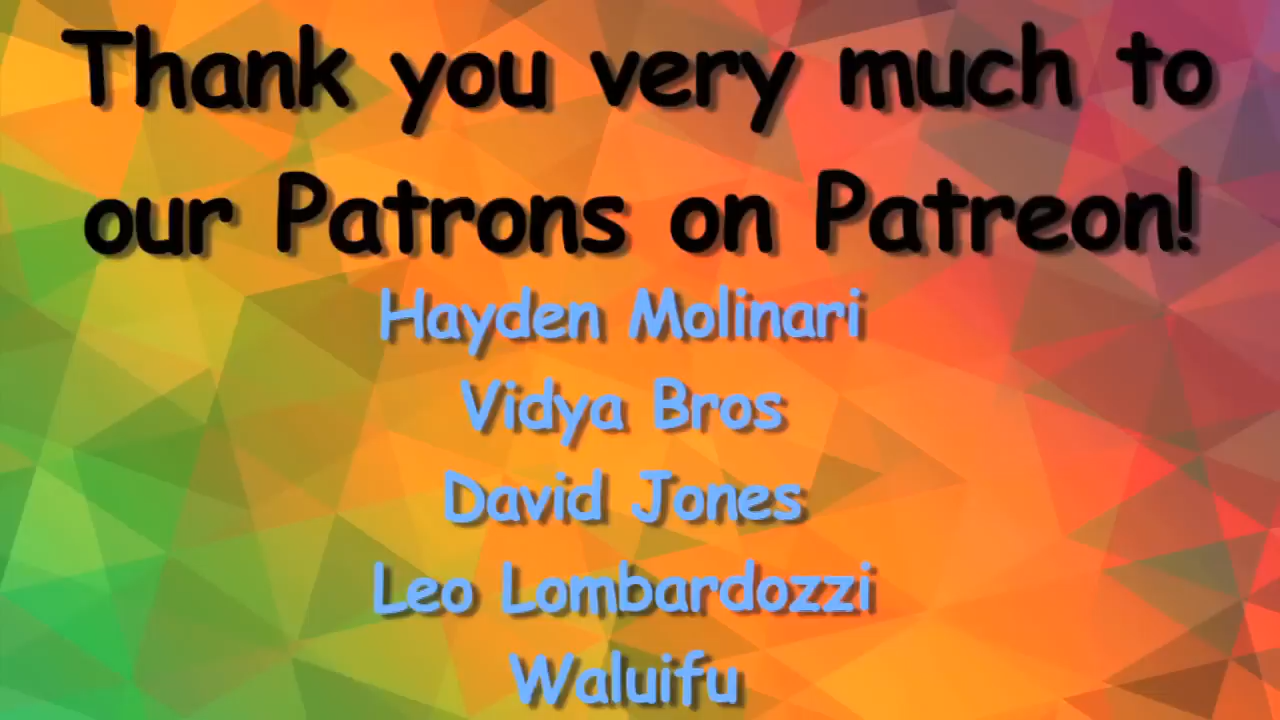 Thank you very much to
our Patrons on Patreon!
Hayden Molinari
Vidya Bros
David Jones
Leo Lombardozzi
Waluifu